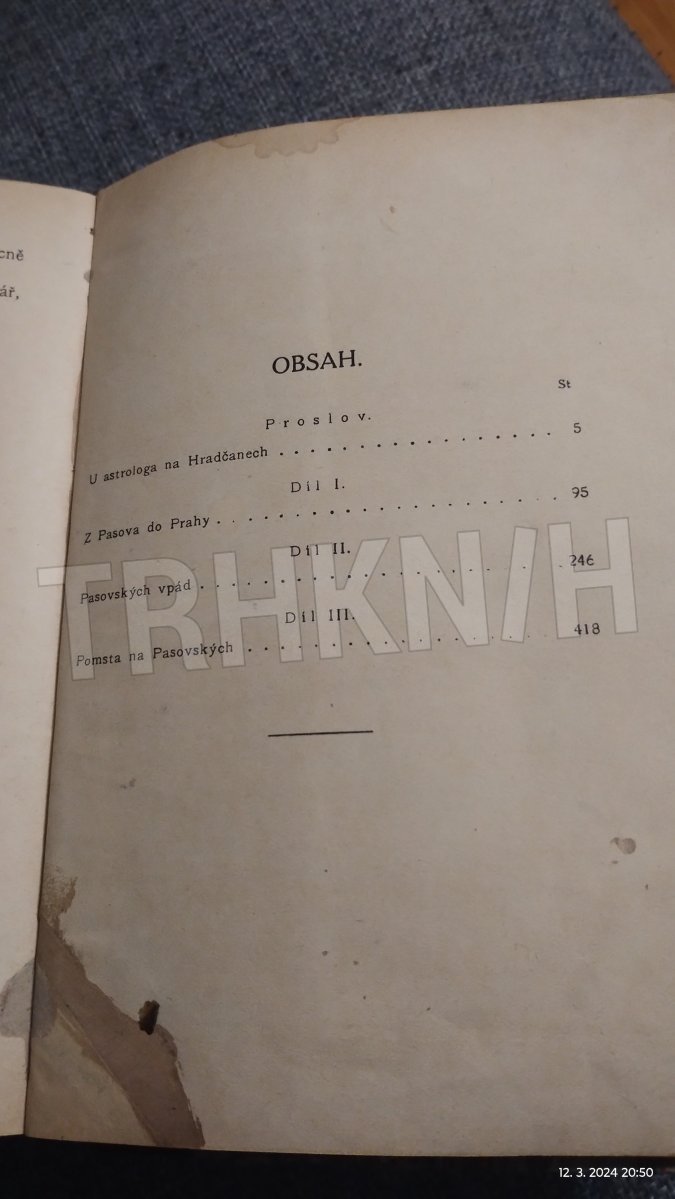 cně
ář,
OBSAH.
St
Proslov.
U astrologa na Hradčanech . . . . . . . . . . . . . . . . . 5
Díl I.
Z Pasova do Prahy . . . . . . . . . . . . . . . . . . . . 95
Díl II.
Pasovských vpád . . . . . . . . . . . . . . . . . . . . 246
Díl III.
Pomsta na Pasovských . . . . . . . . . . . . . . . . . 418
TRHKN/H
12. 3. 2024 20:50